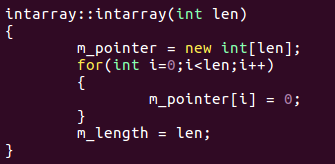 intarray::intarray(int len)
{
        m_pointer = new int[len];
        for(int i=0;i<len;i++)
        {
                m_pointer[i] = 0;
        }
        m_length = len;
}